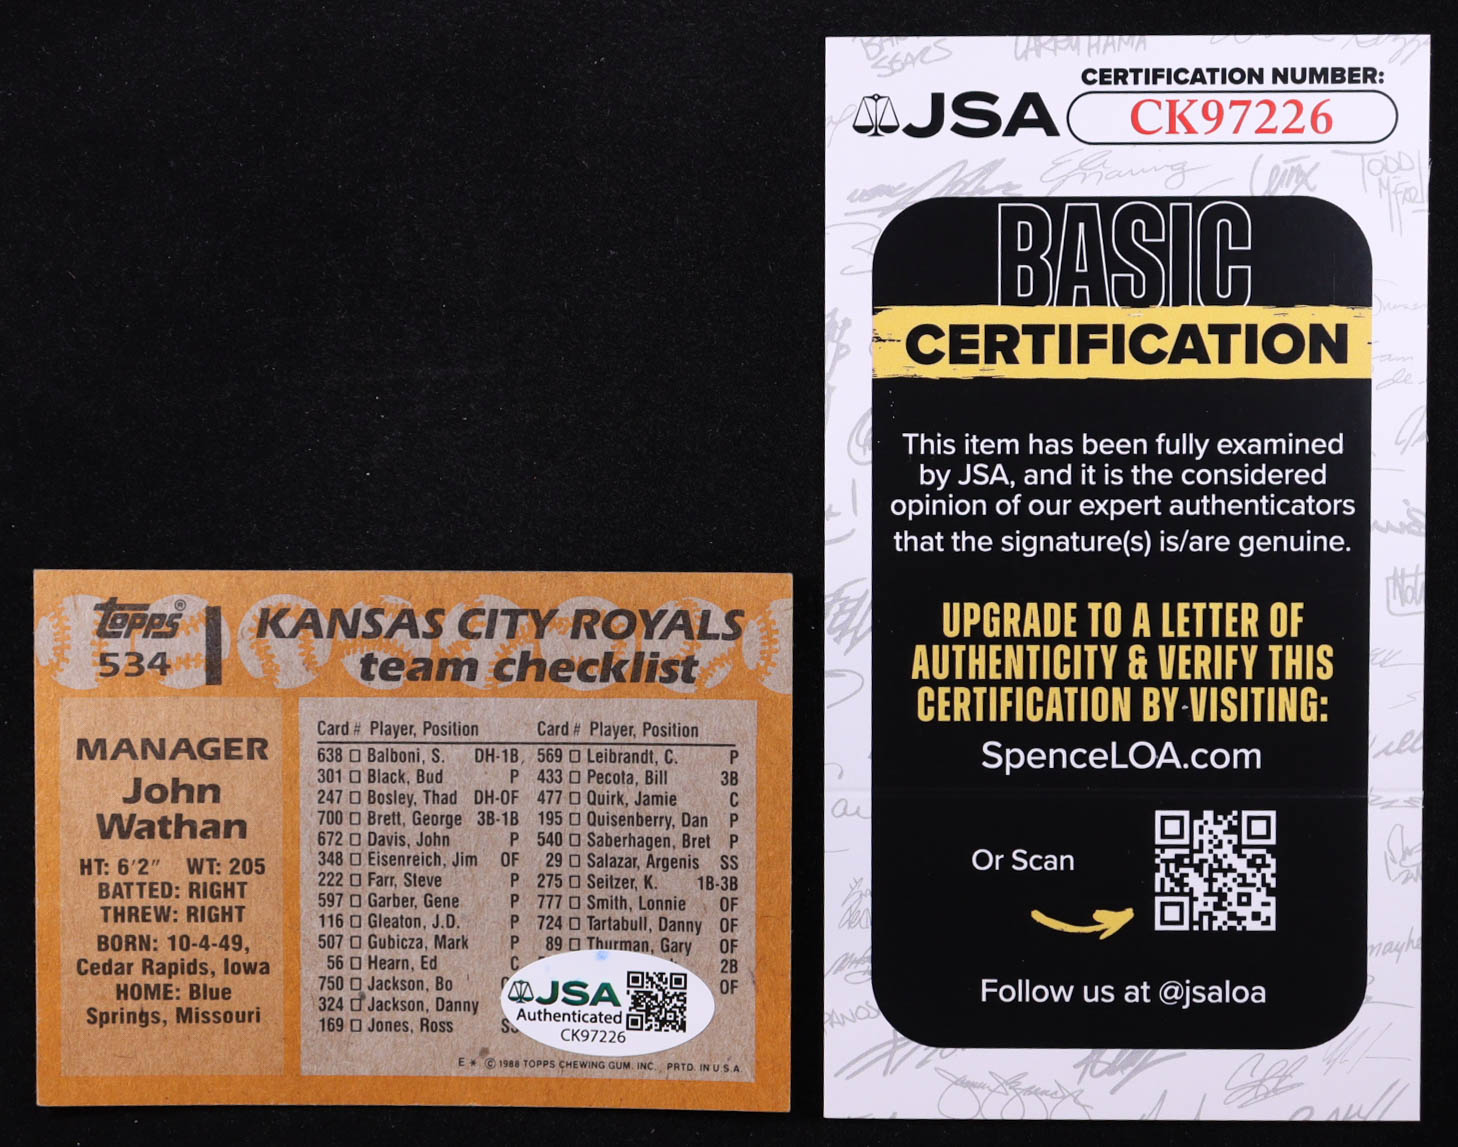 topps®
534
KANSAS CITY ROYALS
team checklist
MANAGER
John
Wathan
HT: 6'2" WT: 205
BATTED: RIGHT
THREW: RIGHT
BORN: 10-4-49,
Cedar Rapids, Iowa
HOME: Blue
Springs, Missouri
Card # Player, Position
638 Balboni, S. DH-1B
301 Black, Bud P
247 Bosley, Thad DH-OF
700 Brett, George 3B-1B
672 Davis, John P
348 Eisenreich, Jim OF
222 Farr, Steve P
597 Garber, Gene P
116 Gleaton, J.D. P
507 Gubicza, Mark P
56 Hearn, Ed C
750 Jackson, Bo
324 Jackson, Danny
169 Jones, Ross
Card # Player, Position
569 Leibrandt, C. P
433 Pecota, Bill 3B
477 Quirk, Jamie C
195 Quisenberry, Dan P
540 Saberhagen, Bret P
29 Salazar, Argenis SS
275 Seitzer, K. 1B-3B
777 Smith, Lonnie OF
724 Tartabull, Danny OF
89 Thurman, Gary OF
2B
OF
JSA
Authenticated
CK97226
E * © 1988 TOPPS CHEWING GUM, INC. PRTD. IN U.S.A.
CERTIFICATION NUMBER:
JSA CK97226
BASIC
CERTIFICATION
This item has been fully examined
by JSA, and it is the considered
opinion of our expert authenticators
that the signature(s) is/are genuine.
UPGRADE TO A LETTER OF
AUTHENTICITY & VERIFY THIS
CERTIFICATION BY VISITING:
SpenceLOA.com
Or Scan
Follow us at @jsaloa